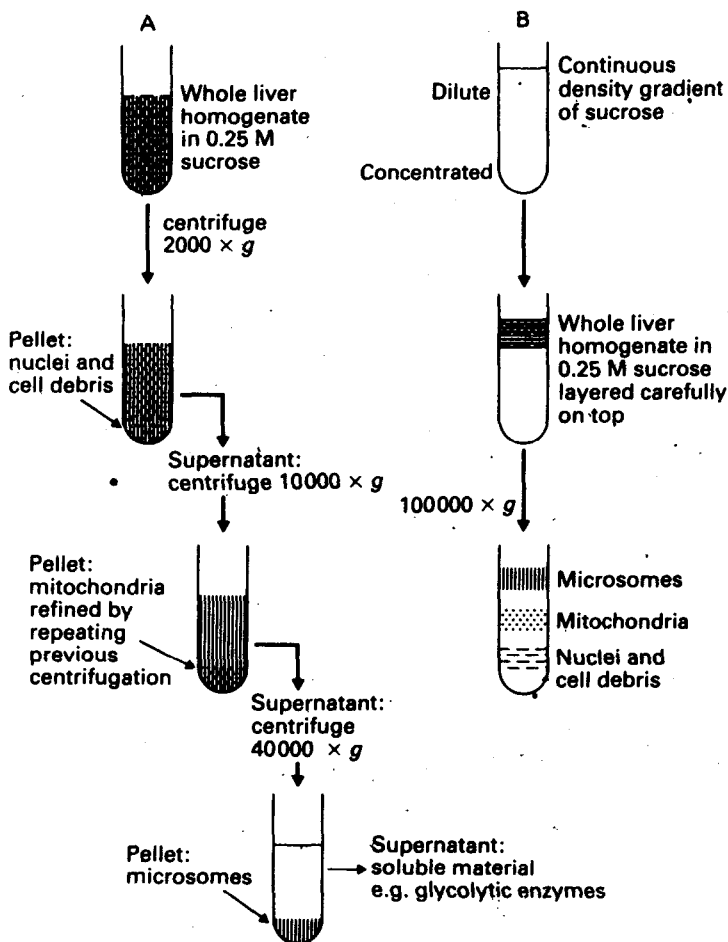 A
Whole liver
homogenate
in 0.25 M
sucrose
centrifuge
2000 × g
Pellet:
nuclei and
cell debris
Supernatant:
centrifuge 10000 × g
Pellet:
mitochondria
refined by
repeating
previous
centrifugation
Supernatant:
centrifuge
40000 × g
Pellet:
microsomes
Supernatant:
soluble material
e.g. glycolytic enzymes
B
Dilute
Concentrated
Continuous
density gradient
of sucrose
Whole liver
homogenate in
0.25 M sucrose
layered carefully
on top
100000 × g
Microsomes
Mitochondria
Nuclei and
cell debris